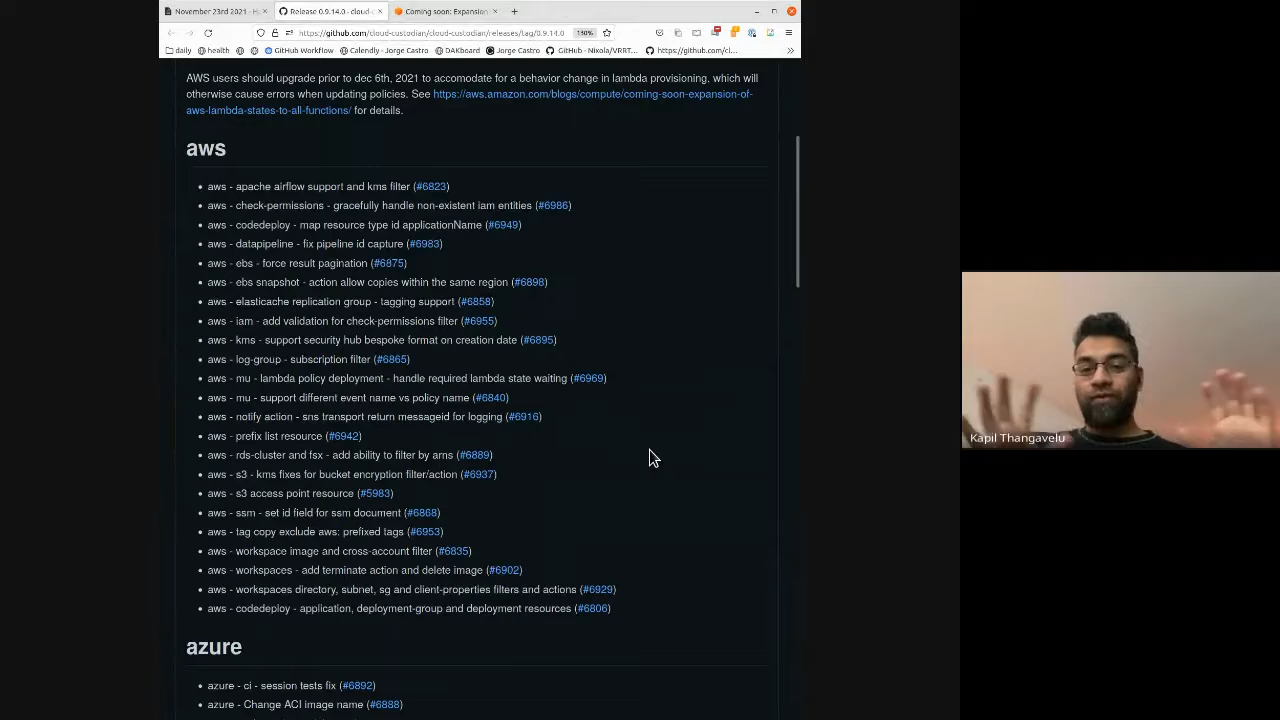 November 23rd 2021 - H
Release 0.9.14.0 · cloud-c
Coming soon: Expansion
https://github.com/cloud-custodian/cloud-custodian/releases/tag/0.9.14.0
130%
daily
health
GitHub Workflow
Calendly - Jorge Castro
DAKboard
Jorge Castro
GitHub - Nixola/VRRT...
https://github.com/cl...
AWS users should upgrade prior to dec 6th, 2021 to accomodate for a behavior change in lambda provisioning, which will
otherwise cause errors when updating policies. See https://aws.amazon.com/blogs/compute/coming-soon-expansion-of-
aws-lambda-states-to-all-functions/ for details.
aws
aws - apache airflow support and kms filter (#6823)
aws - check-permissions - gracefully handle non-existent iam entities (#6986)
aws - codedeploy - map resource type id applicationName (#6949)
aws - datapipeline - fix pipeline id capture (#6983)
aws - ebs - force result pagination (#6875)
aws - ebs snapshot - action allow copies within the same region (#6898)
aws - elasticache replication group - tagging support (#6858)
aws - iam - add validation for check-permissions filter (#6955)
aws - kms - support security hub bespoke format on creation date (#6895)
aws - log-group - subscription filter (#6865)
aws - mu - lambda policy deployment - handle required lambda state waiting (#6969)
aws - mu - support different event name vs policy name (#6840)
aws - notify action - sns transport return messageid for logging (#6916)
aws - prefix list resource (#6942)
aws - rds-cluster and fsx - add ability to filter by arns (#6889)
aws - s3 - kms fixes for bucket encryption filter/action (#6937)
aws - s3 access point resource (#5983)
aws - ssm - set id field for ssm document (#6868)
aws - tag copy exclude aws: prefixed tags (#6953)
aws - workspace image and cross-account filter (#6835)
aws - workspaces - add terminate action and delete image (#6902)
aws - workspaces directory, subnet, sg and client-properties filters and actions (#6929)
aws - codedeploy - application, deployment-group and deployment resources (#6806)
azure
azure - ci - session tests fix (#6892)
azure - Change ACI image name (#6888)
Kapil Thangavelu